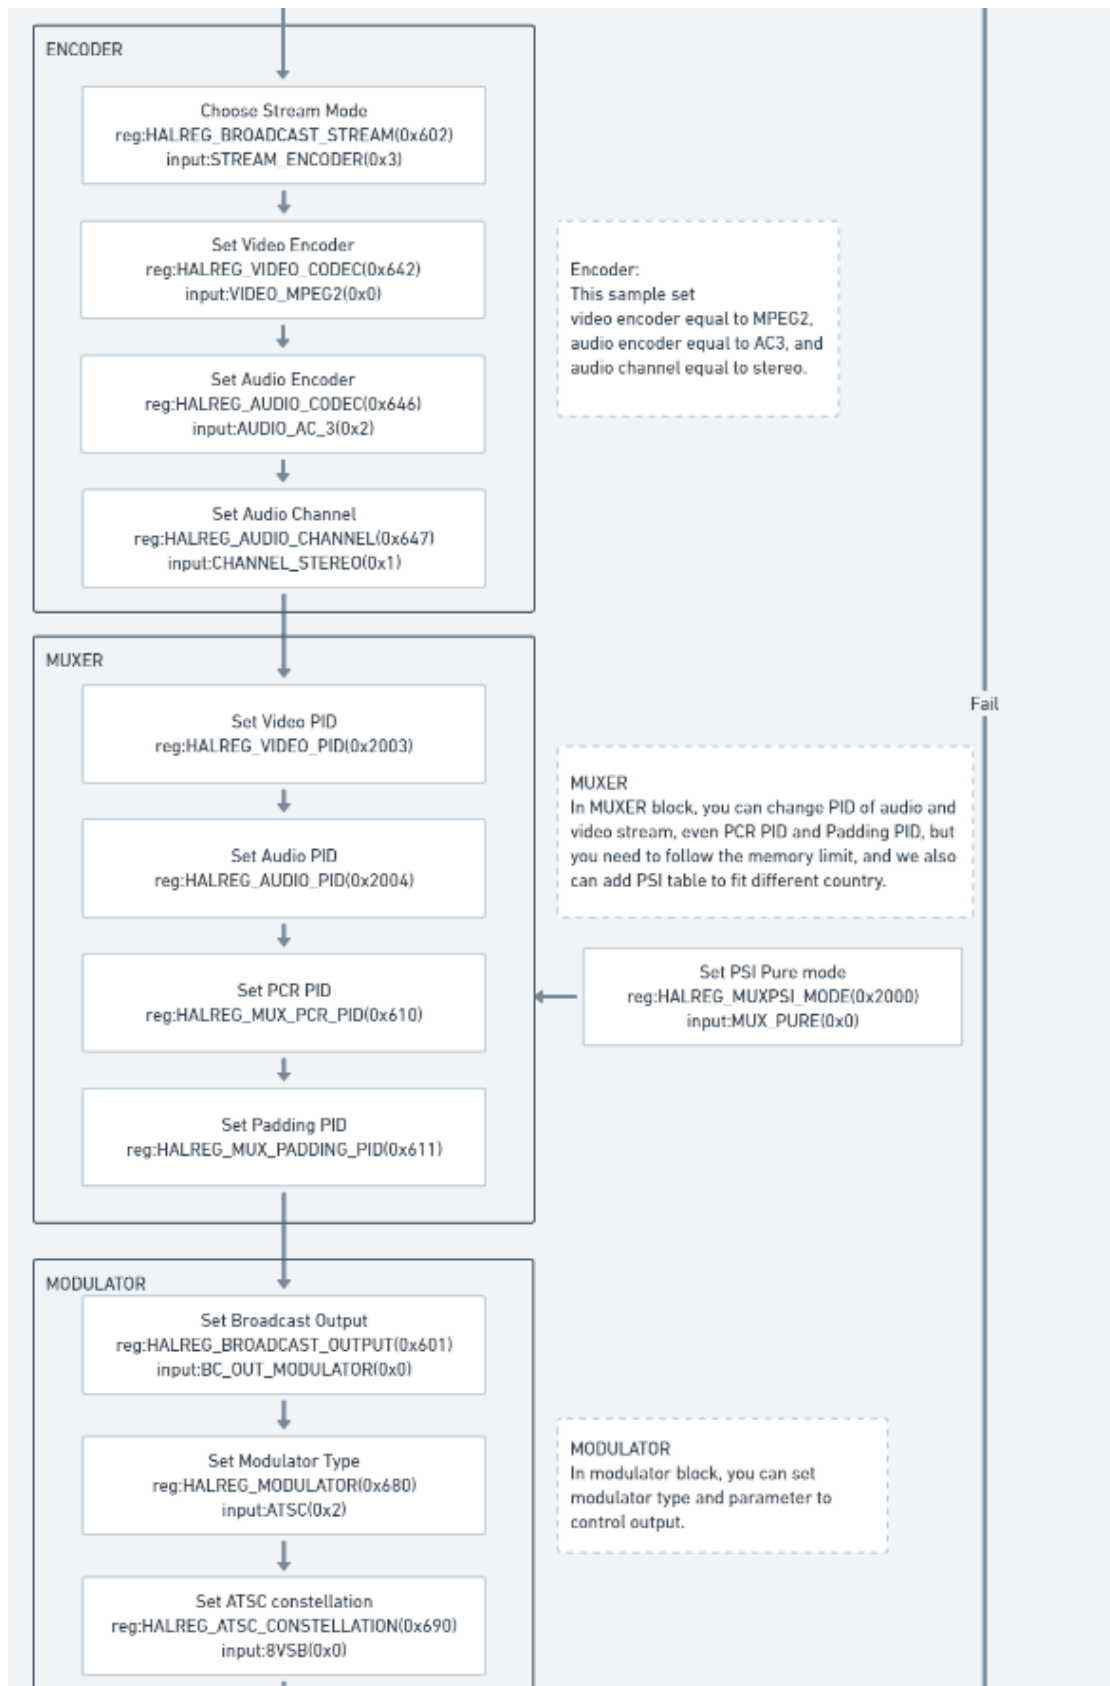 ENCODER
Choose Stream Mode
reg:HALREG_BROADCAST_STREAM(0x602)
input:STREAM_ENCODER(0x3)
Set Video Encoder
reg:HALREG_VIDEO_CODEC(0x642)
input:VIDEO_MPEG2(0x0)
Encoder:
This sample set
video encoder equal to MPEG2,
audio encoder equal to AC3, and
audio channel equal to stereo.
Set Audio Encoder
reg:HALREG_AUDIO_CODEC(0x646)
input:AUDIO_AC_3(0x2)
Set Audio Channel
reg:HALREG_AUDIO_CHANNEL(0x647)
input:CHANNEL_STEREO(0x1)
MUXER
Set Video PID
reg:HALREG_VIDEO_PID(0x2003)
Fail
MUXER
In MUXER block, you can change PID of audio and
video stream, even PCR PID and Padding PID, but
you need to follow the memory limit, and we also
can add PSI table to fit different country.
Set Audio PID
reg:HALREG_AUDIO_PID(0x2004)
Set PCR PID
reg:HALREG_MUX_PCR_PID(0x610)
Set PSI Pure mode
reg:HALREG_MUXPSI_MODE(0x2000)
input:MUX_PURE(0x0)
Set Padding PID
reg:HALREG_MUX_PADDING_PID(0x611)
MODULATOR
Set Broadcast Output
reg:HALREG_BROADCAST_OUTPUT(0x601)
input:BC_OUT_MODULATOR(0x0)
Set Modulator Type
reg:HALREG_MODULATOR(0x680)
input:ATSC(0x2)
MODULATOR
In modulator block, you can set
modulator type and parameter to
control output.
Set ATSC constellation
reg:HALREG_ATSC_CONSTELLATION(0x690)
input:8VSB(0x0)